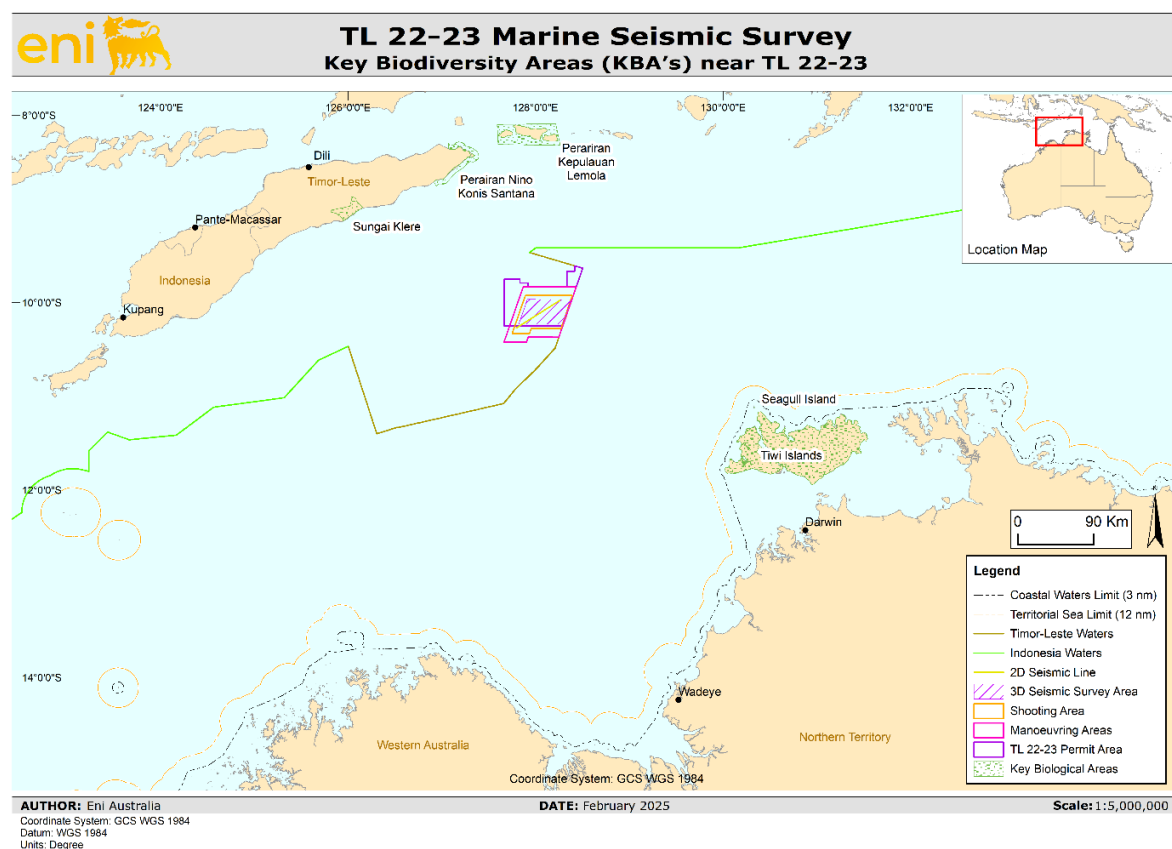 eni
TL 22-23 Marine Seismic Survey
Key Biodiversity Areas (KBA's) near TL 22-23
124°0'0"E
126°0'0"E
128°0'0"E
130°0'0"E
132°0'0"E
8°0'0"S
10°0'0"S
12°0'0"S
14°0'0"S
Dili
Timor-Leste
Perariran
Kepulauan
Lemola
Perairan Nino
Konis Santana
Pante-Macassar
Sungai Klere
Indonesia
Kupang
Location Map
Seagull Island
Tiwi Islands
Darwin
Wadeye
Western Australia
Northern Territory
Coordinate System: GCS WGS 1984
0 90 Km
Legend
Coastal Waters Limit (3 nm)
Territorial Sea Limit (12 nm)
Timor-Leste Waters
Indonesia Waters
2D Seismic Line
3D Seismic Survey Area
Shooting Area
Manoeuvring Areas
TL 22-23 Permit Area
Key Biological Areas
AUTHOR: Eni Australia
DATE: February 2025
Scale: 1:5,000,000
Coordinate System: GCS WGS 1984
Datum: WGS 1984
Units: Degree